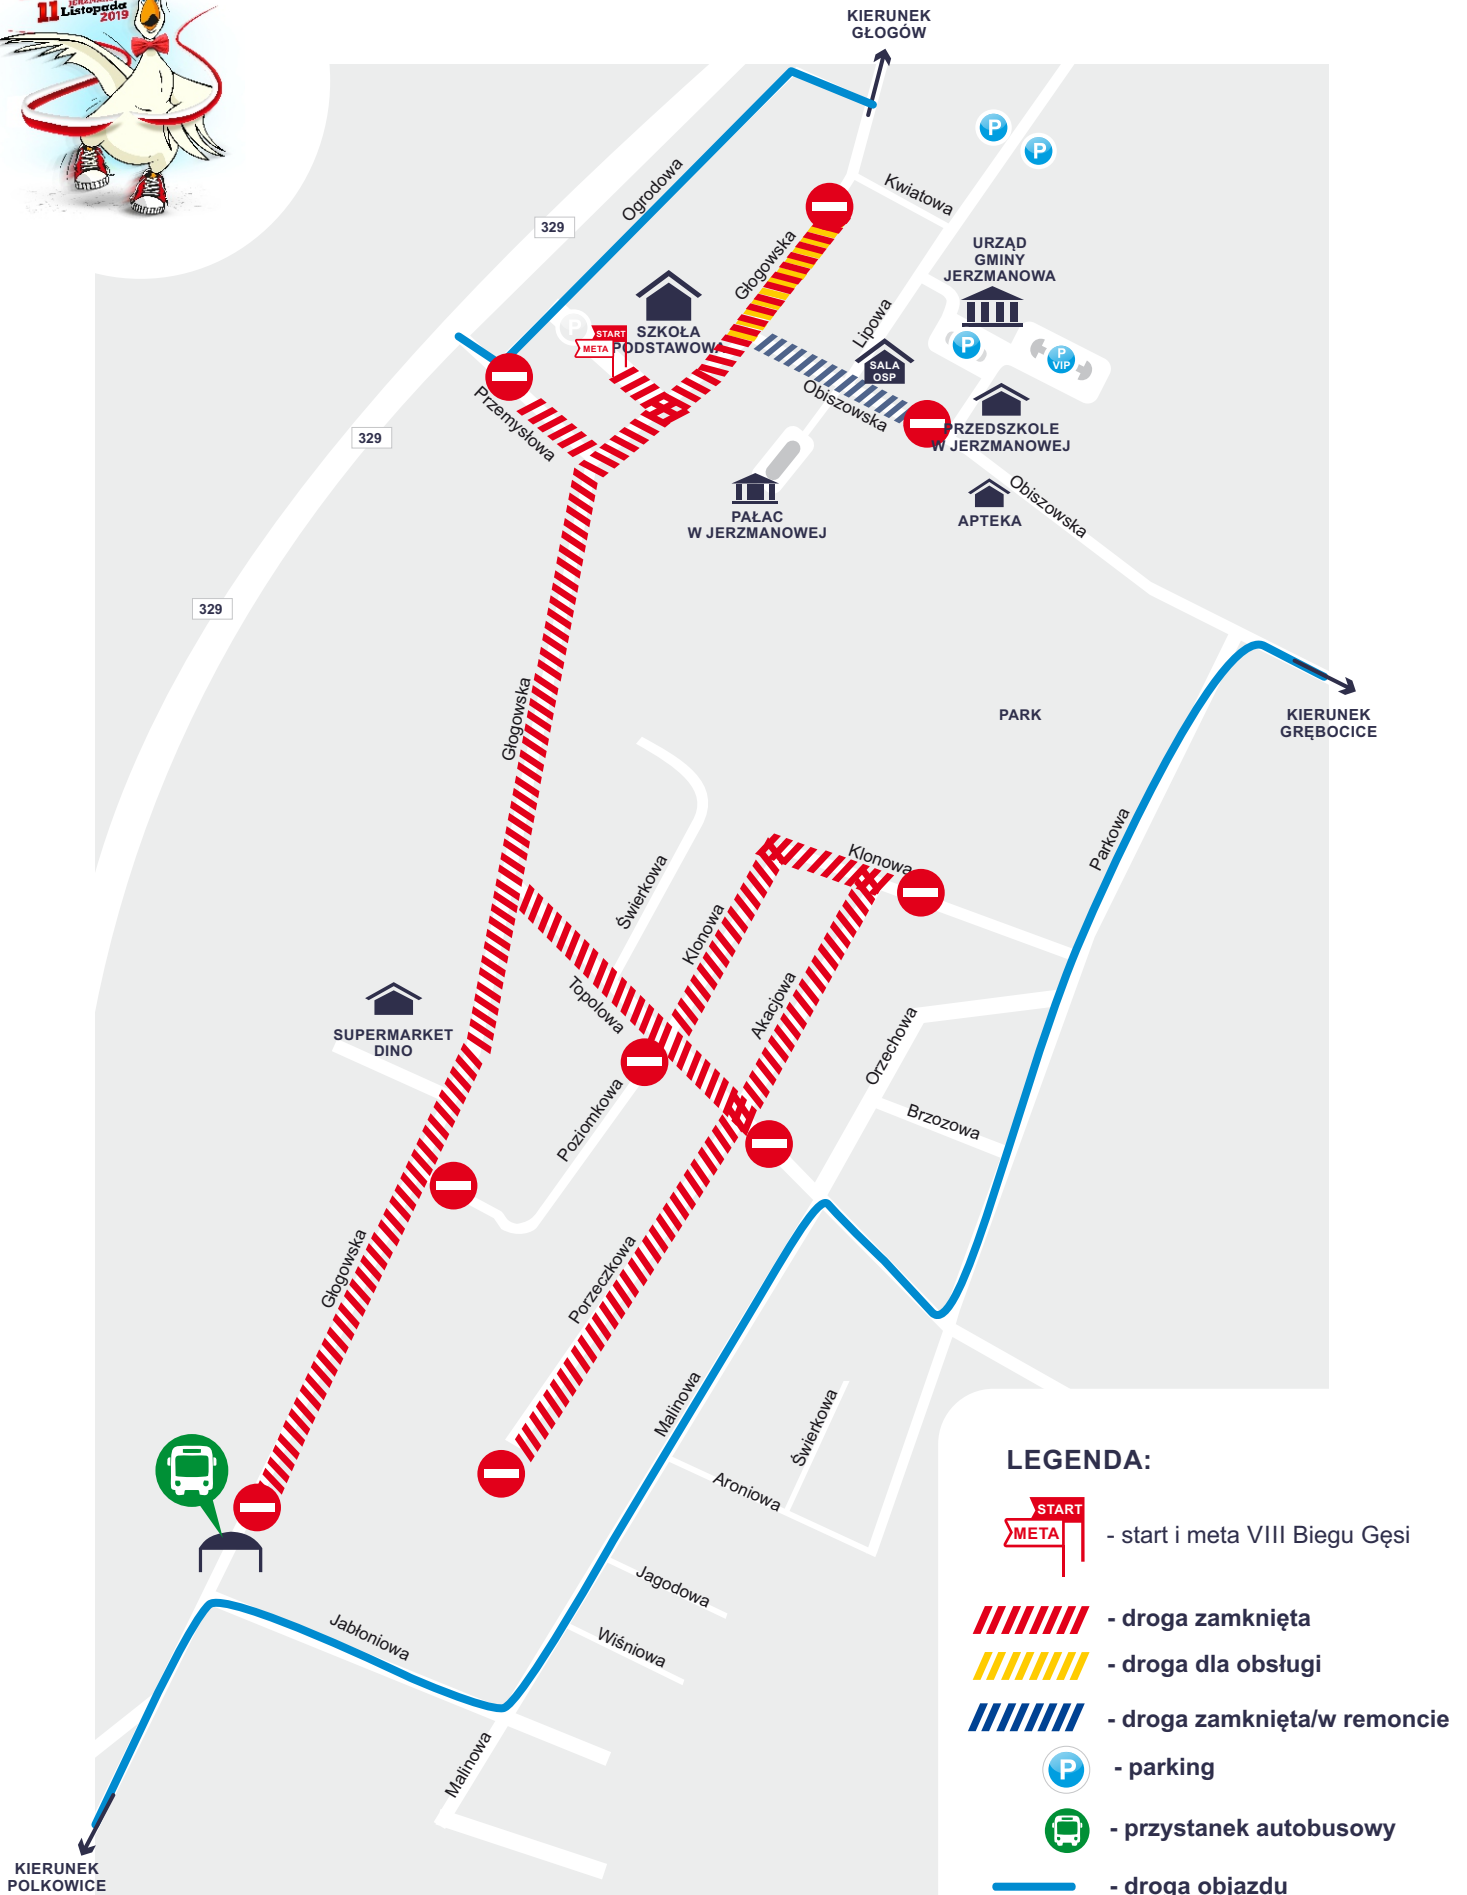 11
Listopada
2019
KIERUNEK
GŁOGÓW
P
P
Kwiatowa
Ogrodowa
329
URZĄD
GMINY
JERZMANOWA
Głogowska
Lipowa
P
START
META
SZKOŁA
PODSTAWOWA
P
P
VIP
SALA
OSP
Obiszowska
Przemysłowa
PRZEDSZKOLE
W JERZMANOWEJ
329
Obiszowska
PAŁAC
W JERZMANOWEJ
APTEKA
329
Głogowska
PARK
KIERUNEK
GRĘBOCICE
Parkowa
Świerkowa
Klonowa
Klonowa
Topolowa
Akacjowa
SUPERMARKET
DINO
Orzechowa
Poziomkowa
Brzozowa
Głogowska
Porzeczkowa
Malinowa
Świerkowa
Aroniowa
Jagodowa
Wiśniowa
Jabłoniowa
Malinowa
KIERUNEK
POLKOWICE
LEGENDA:
START
META
- start i meta VIII Biegu Gęsi
- droga zamknięta
- droga dla obsługi
- droga zamknięta/w remoncie
P
- parking
- przystanek autobusowy
- droga objazdu